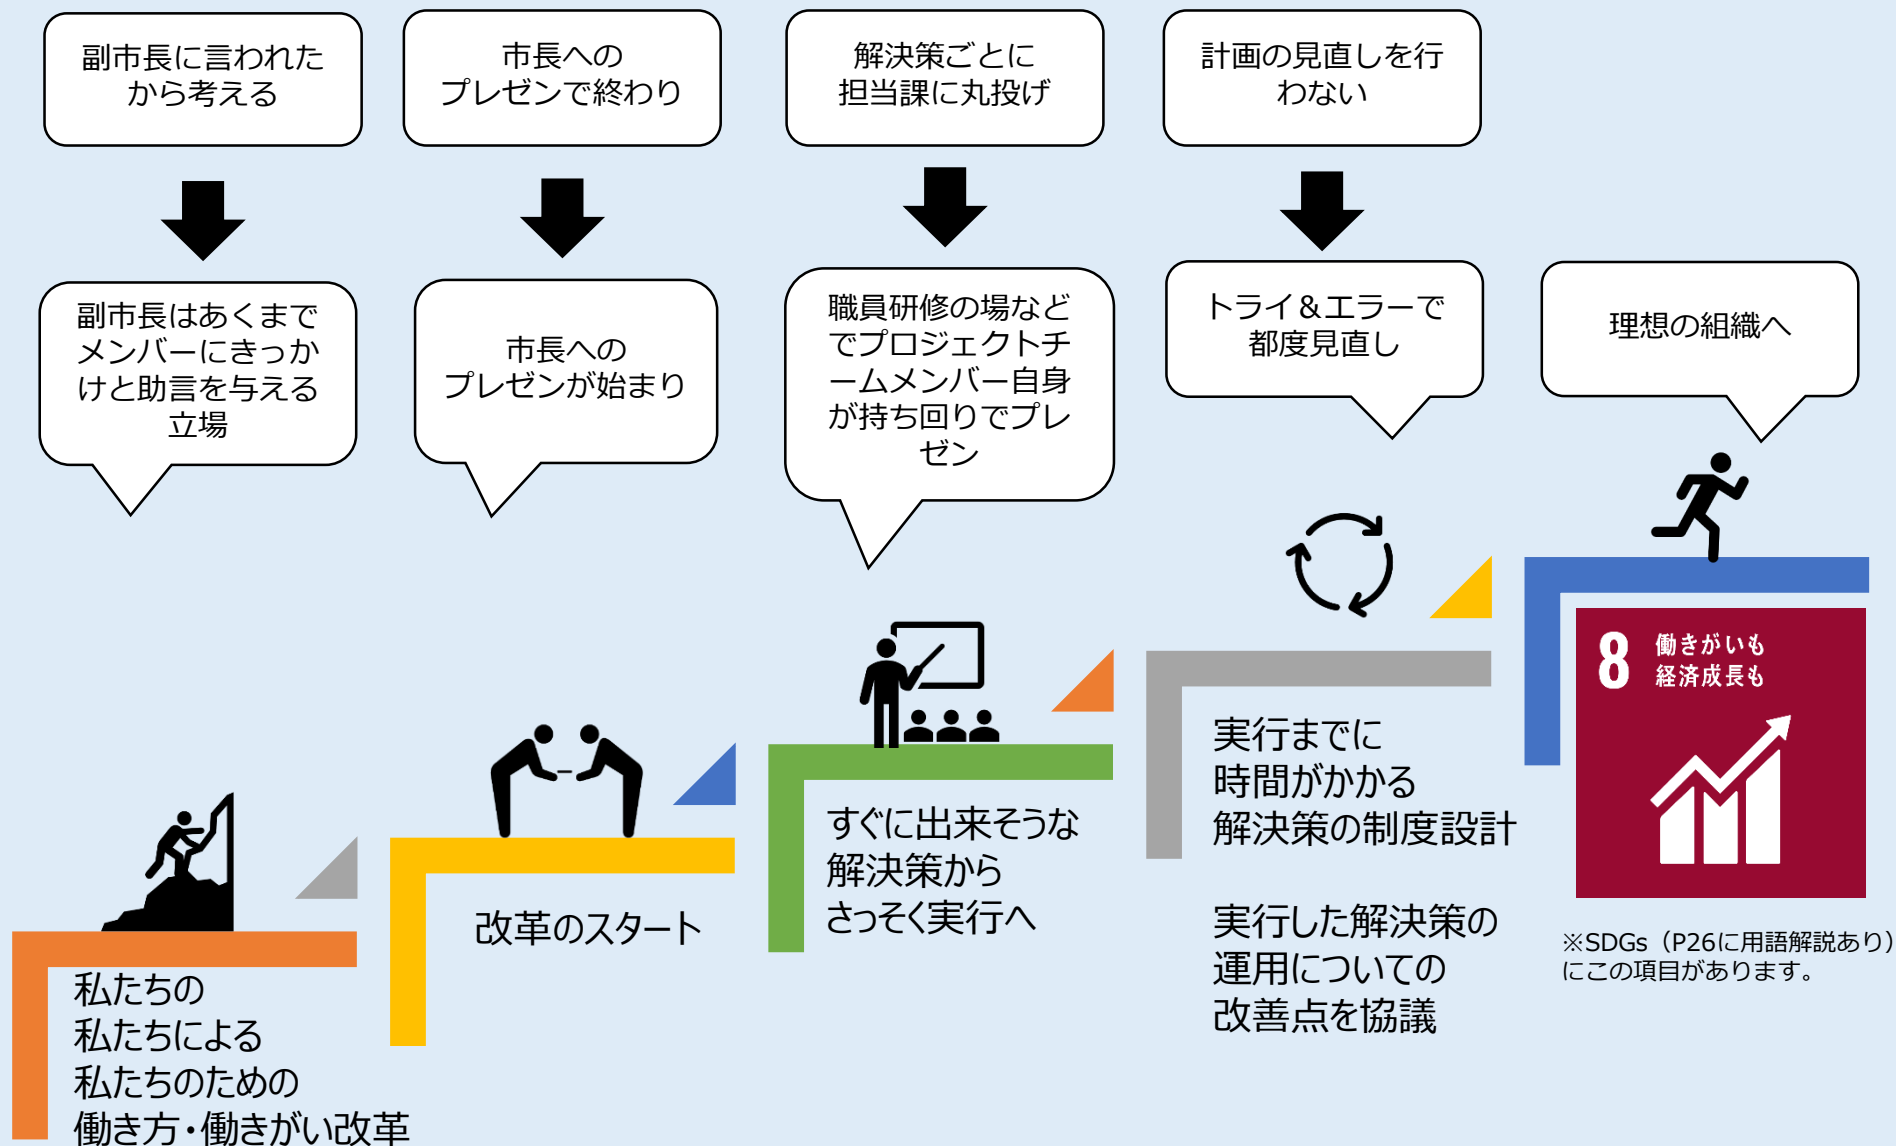 副市長に言われた
から考える
市長への
プレゼンで終わり
解決策ごとに
担当課に丸投げ
計画の見直しを行
わない
副市長はあくまで
メンバーにきっか
けと助言を与える
立場
市長への
プレゼンが始まり
職員研修の場など
でプロジェクトチ
ームメンバー自身
が持ち回りでプレ
ゼン
トライ＆エラーで
都度見直し
理想の組織へ
私たちの
私たちによる
私たちのための
働き方・働きがい改革
改革のスタート
すぐに出来そうな
解決策から
さっそく実行へ
実行までに
時間がかかる
解決策の制度設計
実行した解決策の
運用についての
改善点を協議
8 働きがいも
経済成長も
※SDGs（P26に用語解説あり）
にこの項目があります。